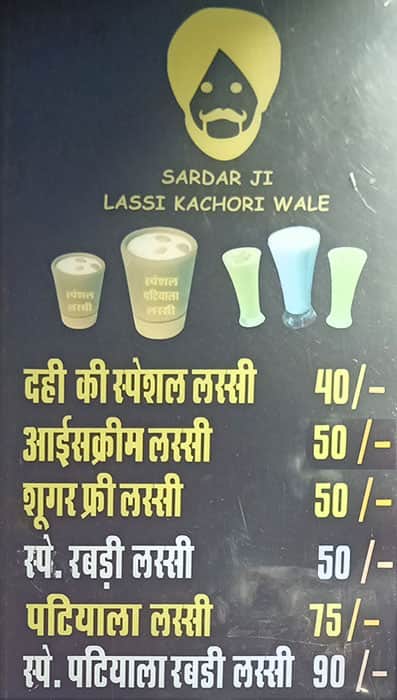 SARDAR JI
LASSI KACHORI WALE
स्पेशल
लस्सी
स्पेशल
पटियाला
लस्सी
दही की स्पेशल लस्सी 40/-
आईसक्रीम लस्सी 50/-
शूगर फ्री लस्सी 50/-
स्पे. रबड़ी लस्सी 50/-
पटियाला लस्सी 75/-
स्पे. पटियाला रबडी लस्सी 90/-